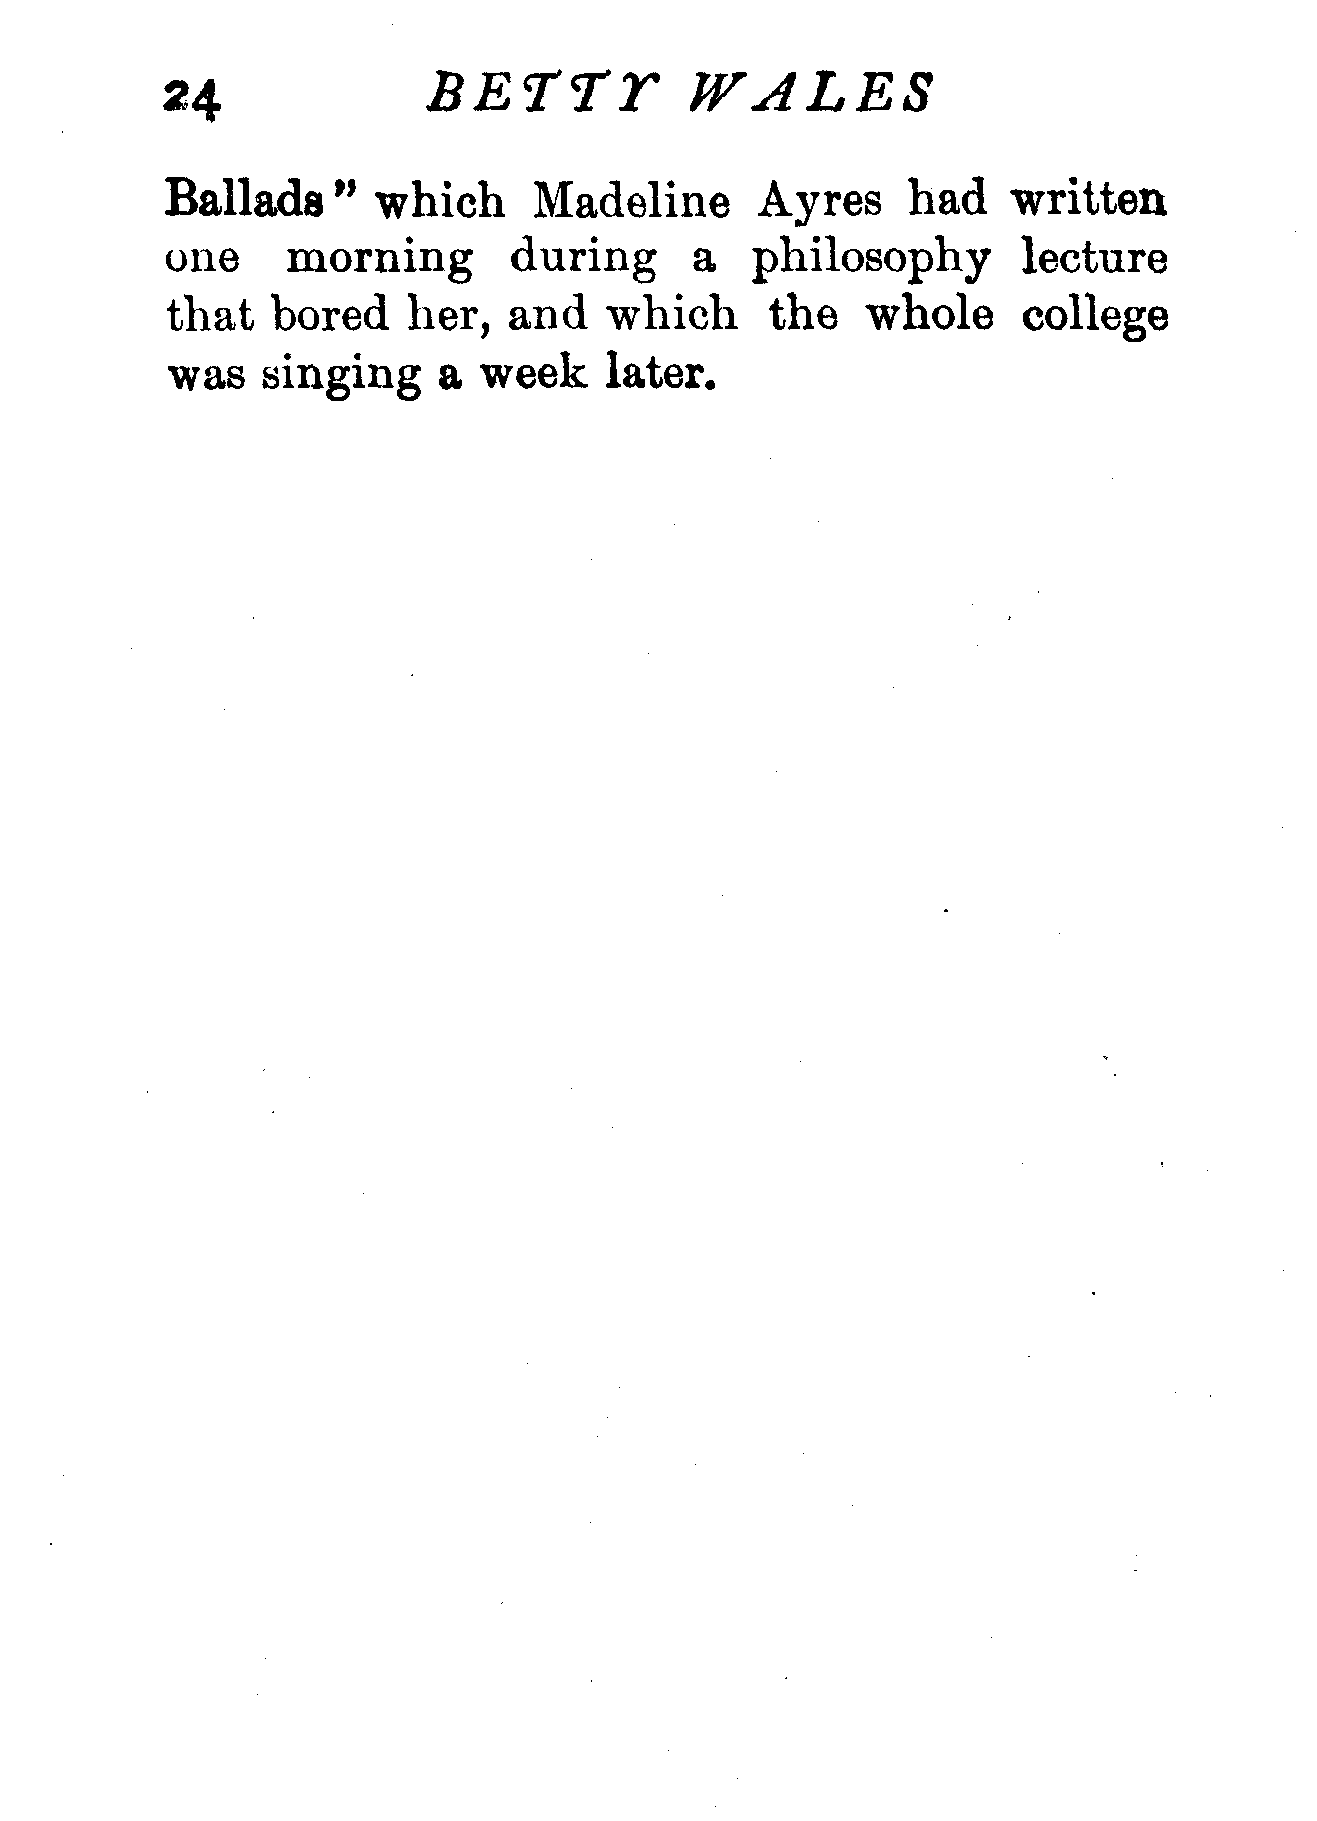 24 BETTY WALES
Ballads" which Madeline Ayres had written
one morning during a philosophy lecture
that bored her, and which the whole college
was singing a week later.